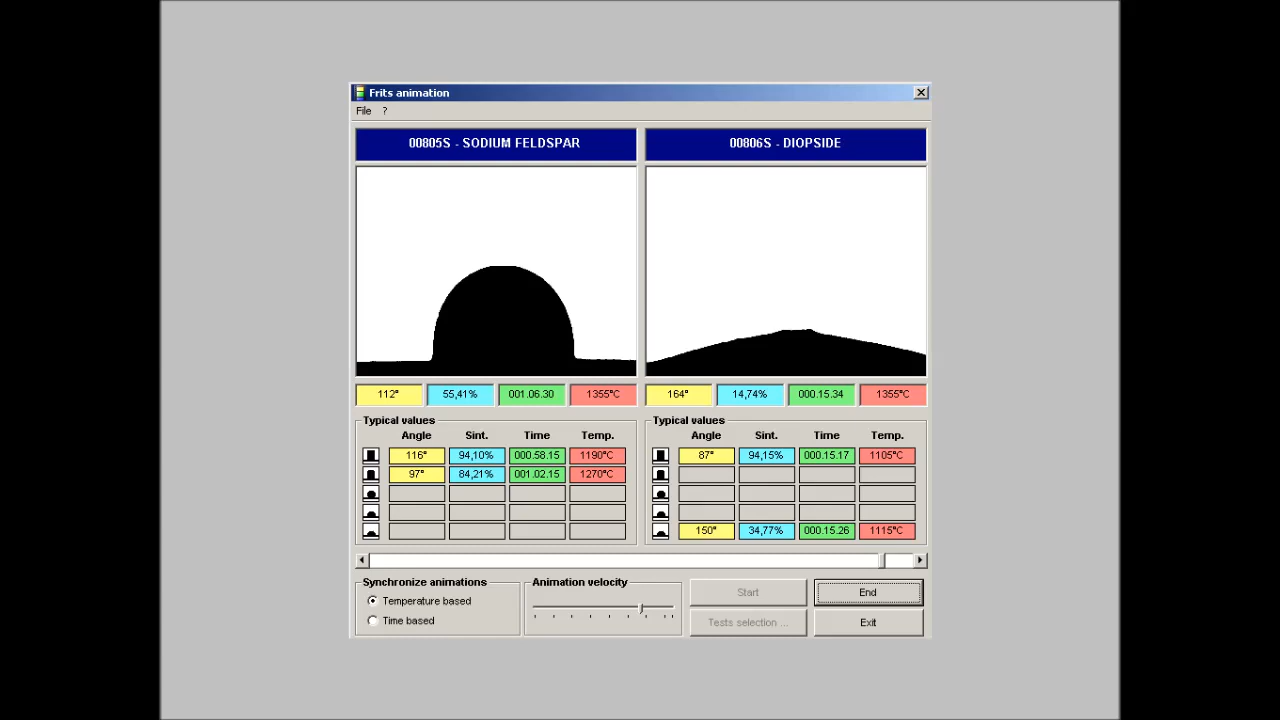 Frits animation
File ?
00805S - SODIUM FELDSPAR
00806S - DIOPSIDE
112° 55,41% 001.06.30 1355°C
164° 14,74% 000.15.34 1355°C
Typical values
Angle Sint. Time Temp.
116° 94,10% 000.58.15 1190°C
97° 84,21% 001.02.15 1270°C
Typical values
Angle Sint. Time Temp.
87° 94,15% 000.15.17 1105°C
150° 34,77% 000.15.26 1115°C
Synchronize animations
Temperature based
Time based
Animation velocity
Start
End
Tests selection ...
Exit